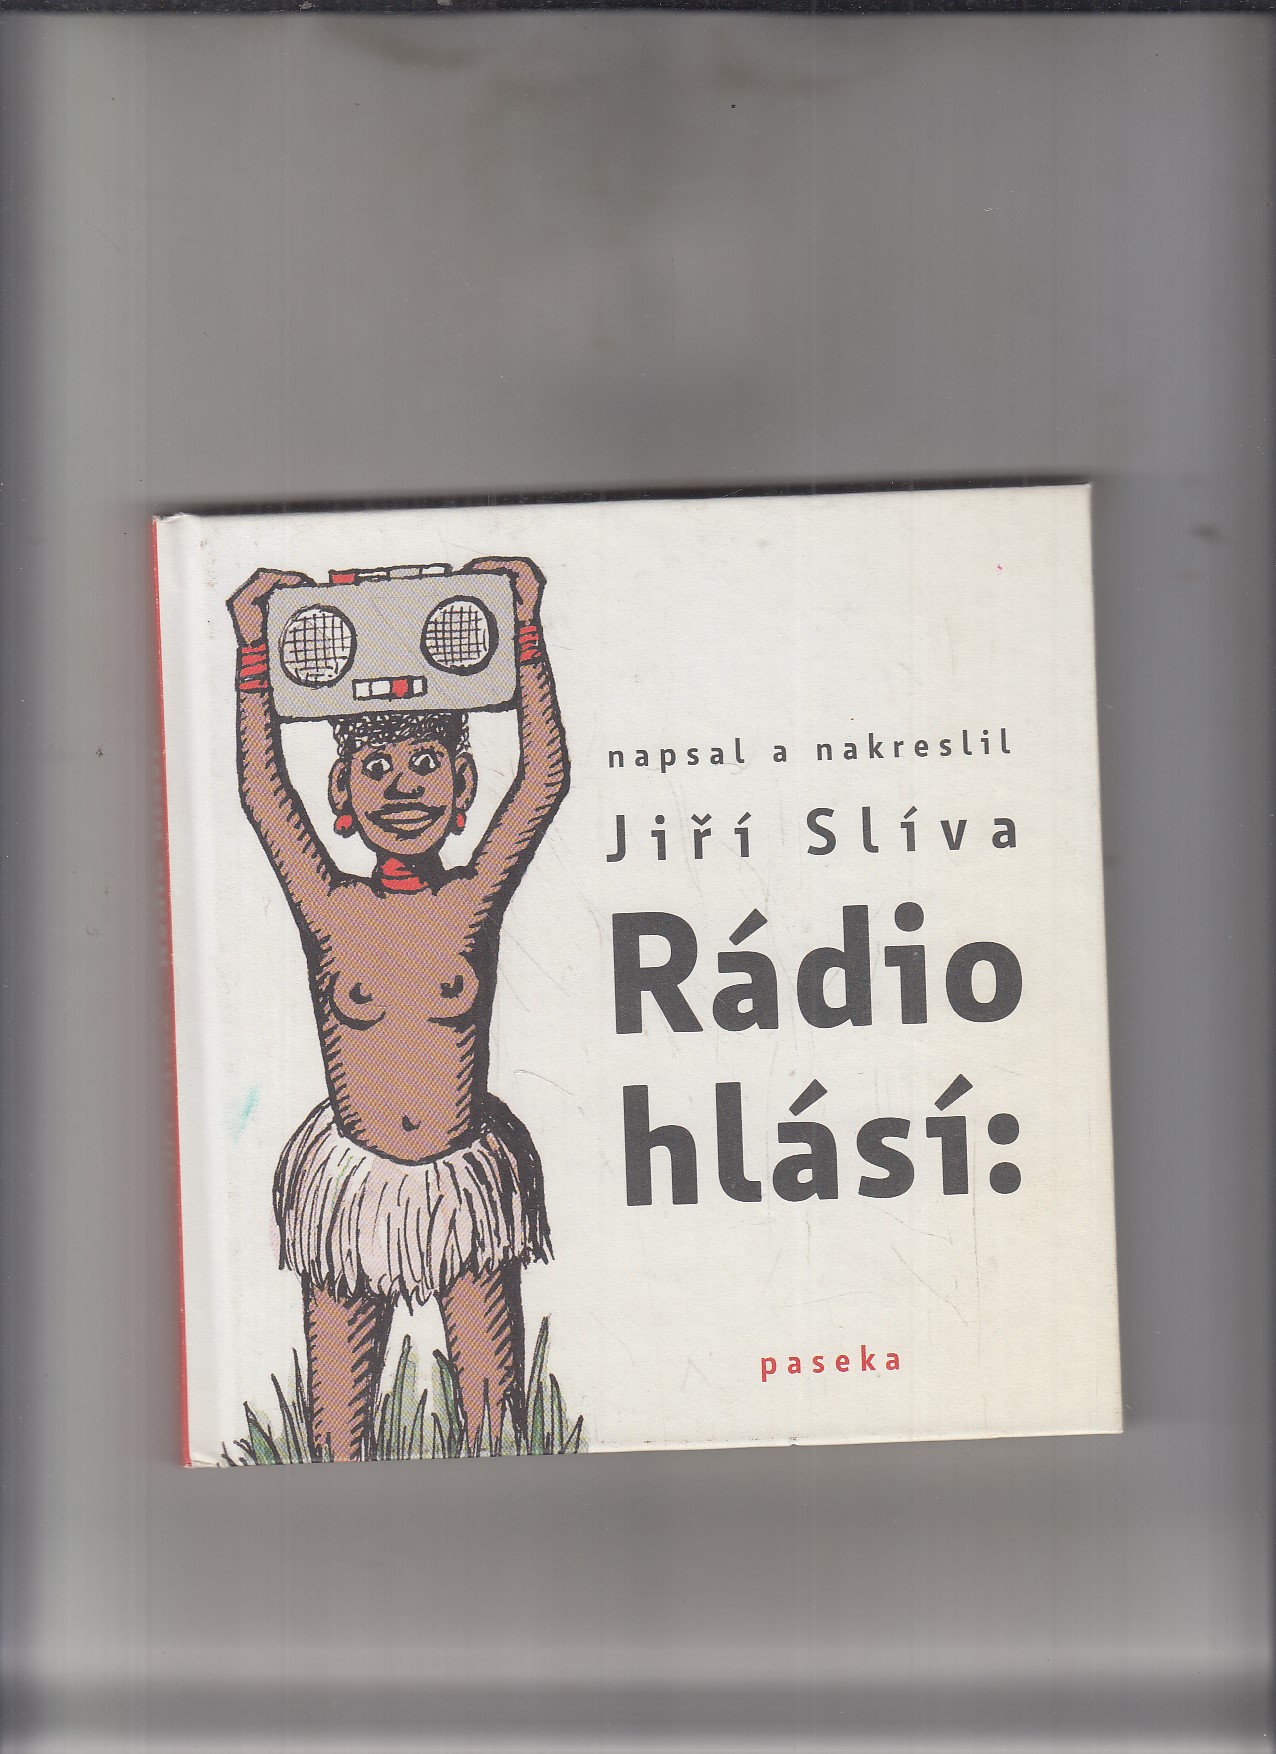 napsal a nakreslil
Jiří Slíva
Rádio
hlásí:
paseka